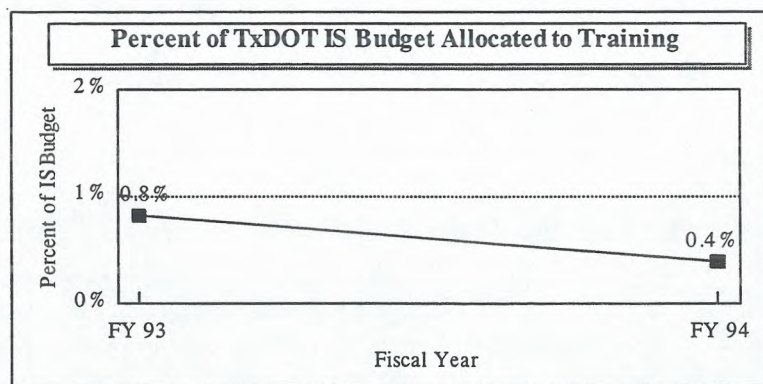 Percent of TxDOT IS Budget Allocated to Training
Percent of IS Budget
2%
1%
0%
0.8%
0.4%
FY 93
FY 94
Fiscal Year